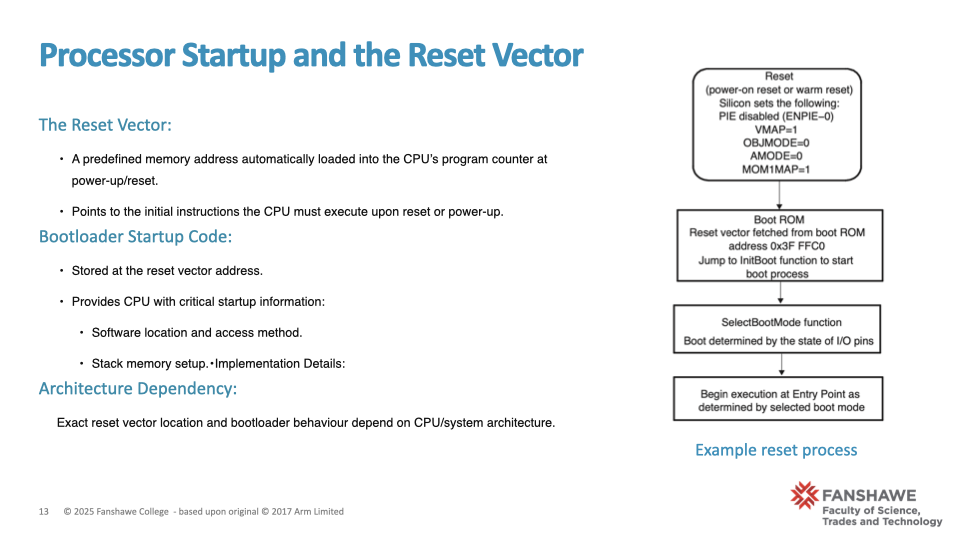 Processor Startup and the Reset Vector
The Reset Vector:
• A predefined memory address automatically loaded into the CPU's program counter at
power-up/reset.
• Points to the initial instructions the CPU must execute upon reset or power-up.
Bootloader Startup Code:
• Stored at the reset vector address.
• Provides CPU with critical startup information:
• Software location and access method.
• Stack memory setup.•Implementation Details:
Architecture Dependency:
Exact reset vector location and bootloader behaviour depend on CPU/system architecture.
Reset
(power-on reset or warm reset)
Silicon sets the following:
PIE disabled (ENPIE−0)
VMAP=1
OBJMODE=0
AMODE=0
MOM1MAP=1
Boot ROM
Reset vector fetched from boot ROM
address 0x3F FFC0
Jump to InitBoot function to start
boot process
SelectBootMode function
Boot determined by the state of I/O pins
Begin execution at Entry Point as
determined by selected boot mode
Example reset process
13 © 2025 Fanshawe College - based upon original © 2017 Arm Limited
FANSHAWE
Faculty of Science,
Trades and Technology